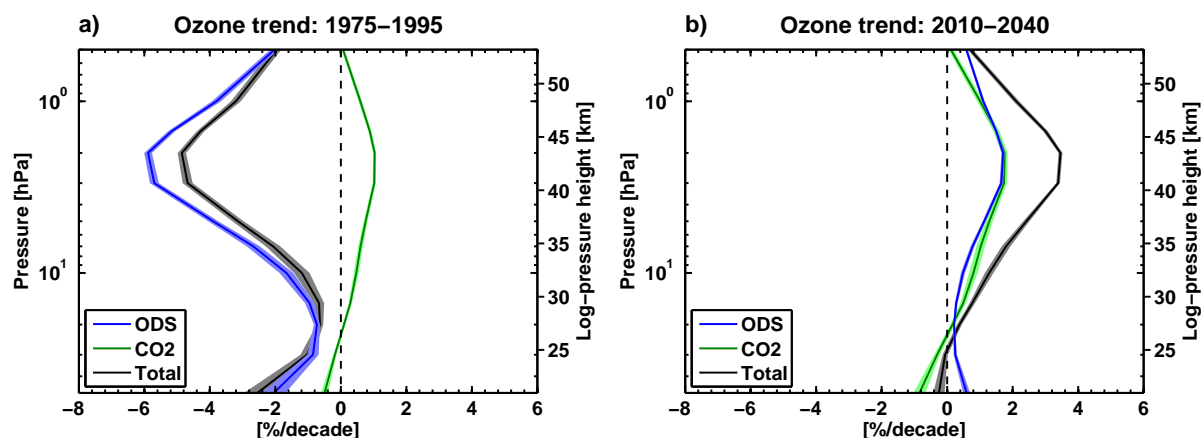 a) Ozone trend: 1975−1995
10⁰
10¹
Pressure [hPa]
50
45
40
35
30
25
Log−pressure height [km]
ODS
CO2
Total
−8 −6 −4 −2 0 2 4 6
[%/decade]
b) Ozone trend: 2010−2040
10⁰
10¹
Pressure [hPa]
50
45
40
35
30
25
Log−pressure height [km]
ODS
CO2
Total
−8 −6 −4 −2 0 2 4 6
[%/decade]